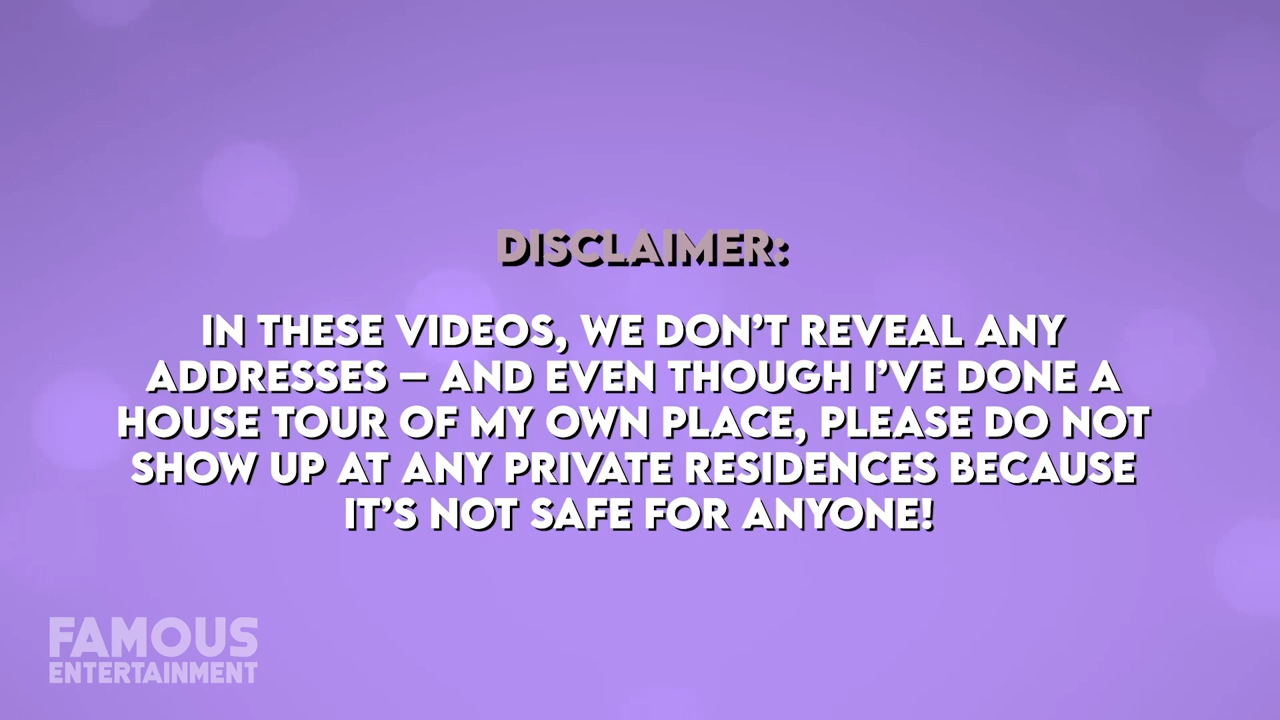 DISCLAIMER:
IN THESE VIDEOS, WE DON'T REVEAL ANY
ADDRESSES – AND EVEN THOUGH I'VE DONE A
HOUSE TOUR OF MY OWN PLACE, PLEASE DO NOT
SHOW UP AT ANY PRIVATE RESIDENCES BECAUSE
IT'S NOT SAFE FOR ANYONE!
FAMOUS
ENTERTAINMENT